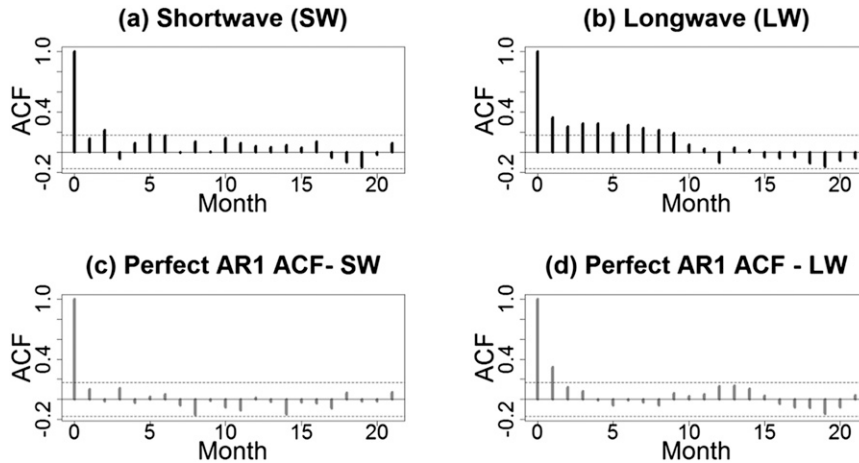 (a) Shortwave (SW)
ACF
1.0
0.4
-0.2
0 5 10 15 20
Month
(b) Longwave (LW)
ACF
1.0
0.4
-0.2
0 5 10 15 20
Month
(c) Perfect AR1 ACF- SW
ACF
1.0
0.4
-0.2
0 5 10 15 20
Month
(d) Perfect AR1 ACF - LW
ACF
1.0
0.4
-0.2
0 5 10 15 20
Month